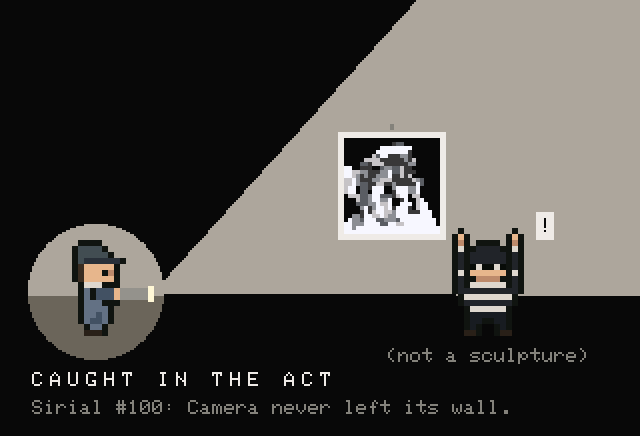 !
(not a sculpture)
CAUGHT IN THE ACT
Sirial #100: Camera never left its wall.